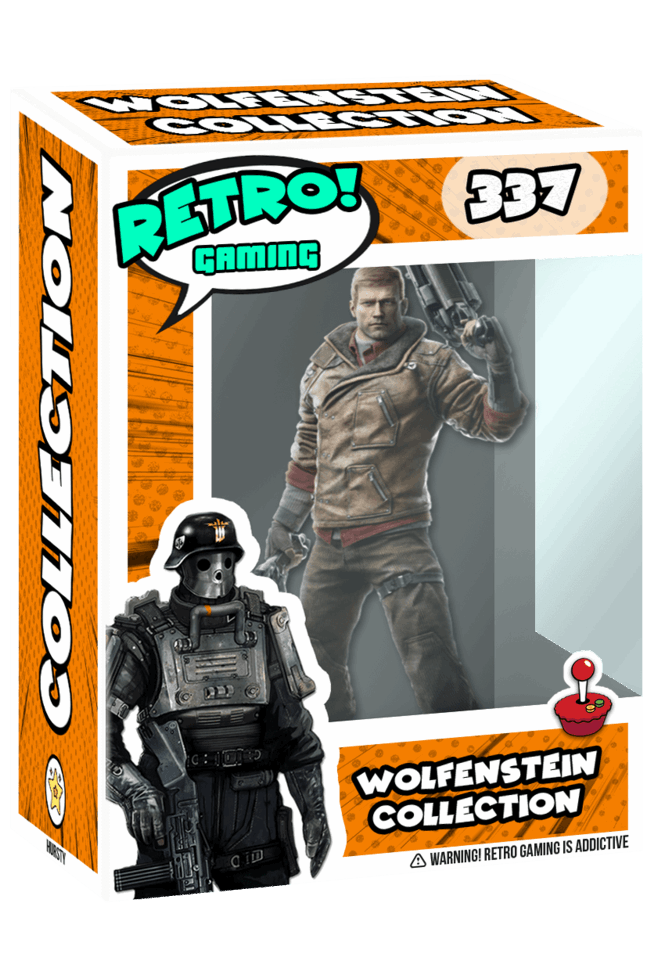 WOLFENSTEIN
COLLECTION
COLLECTION
RETRO!
GAMING
337
WOLFENSTEIN
COLLECTION
WARNING! RETRO GAMING IS ADDICTIVE
HURSTY